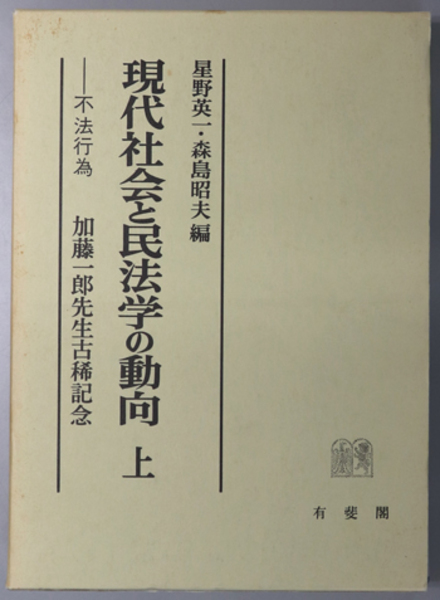 星野英一・森島昭夫 編
現代社会と民法学の動向 上
──不法行為 加藤一郎先生古稀記念
有斐閣